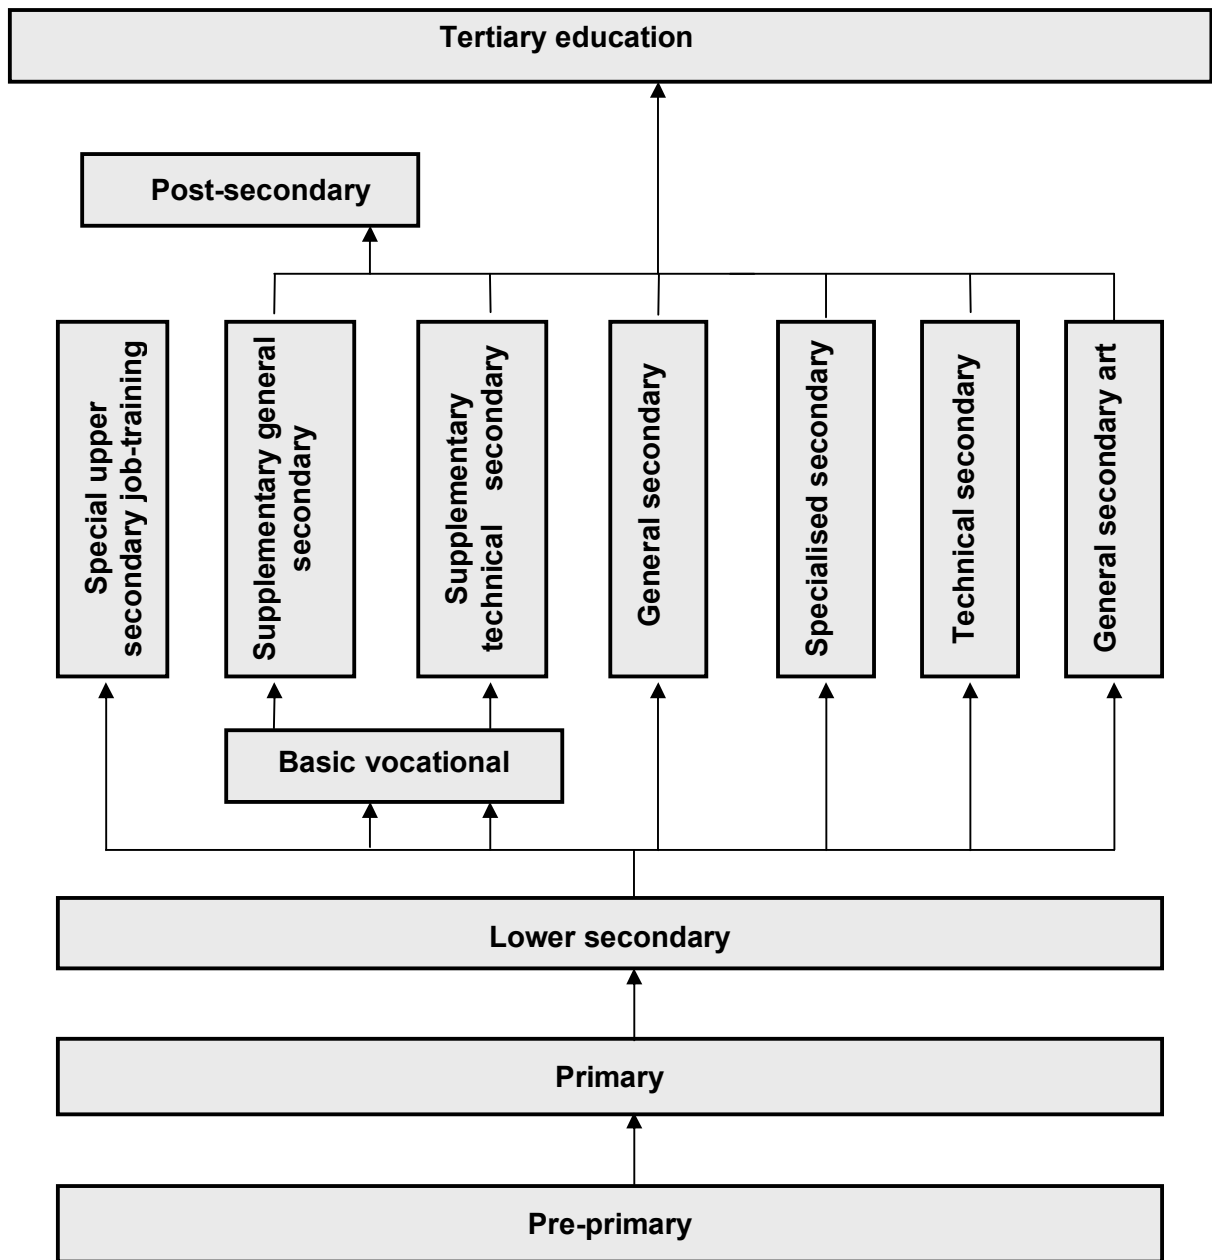 Tertiary education
Post-secondary
Special upper
secondary job-training
Supplementary general
secondary
Supplementary
technical secondary
General secondary
Specialised secondary
Technical secondary
General secondary art
Basic vocational
Lower secondary
Primary
Pre-primary